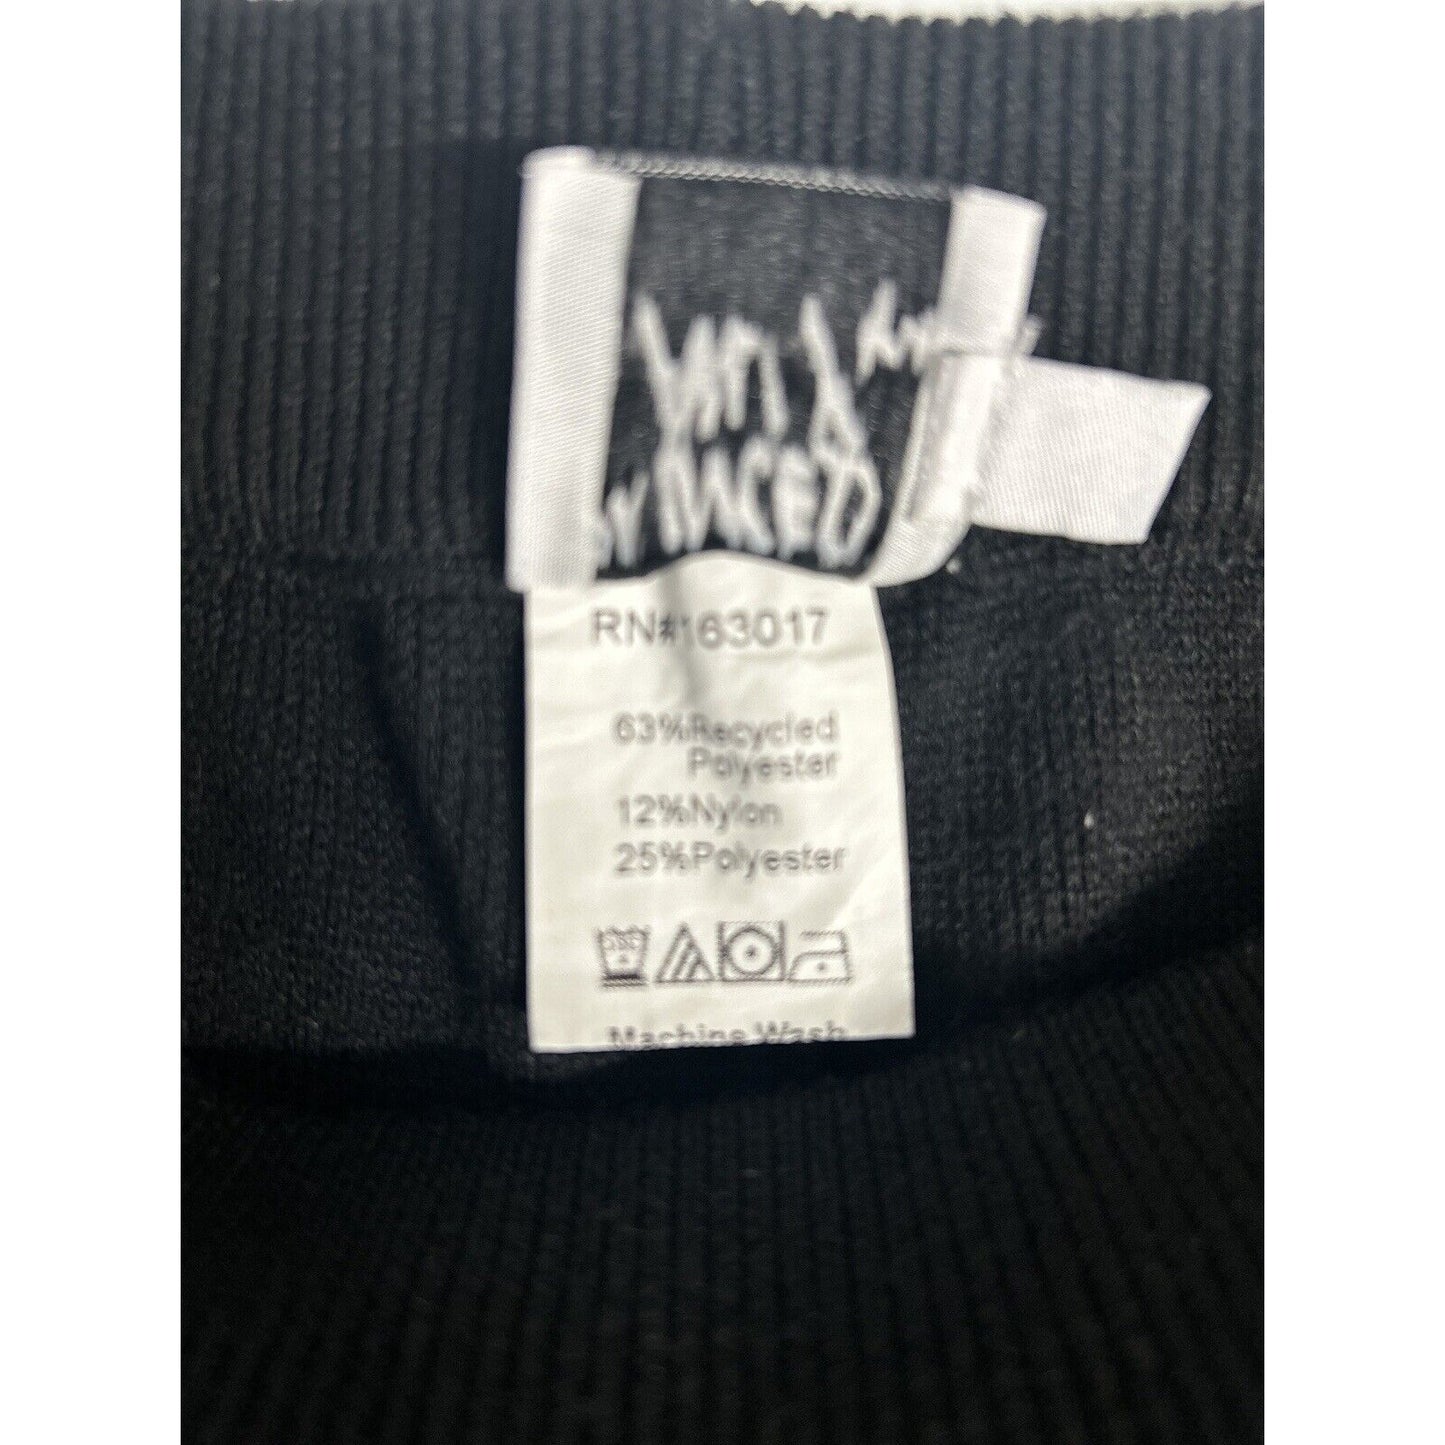 RN#163017
63%Recycled
Polyester
12%Nylon
25%Polyester
Machine Wash